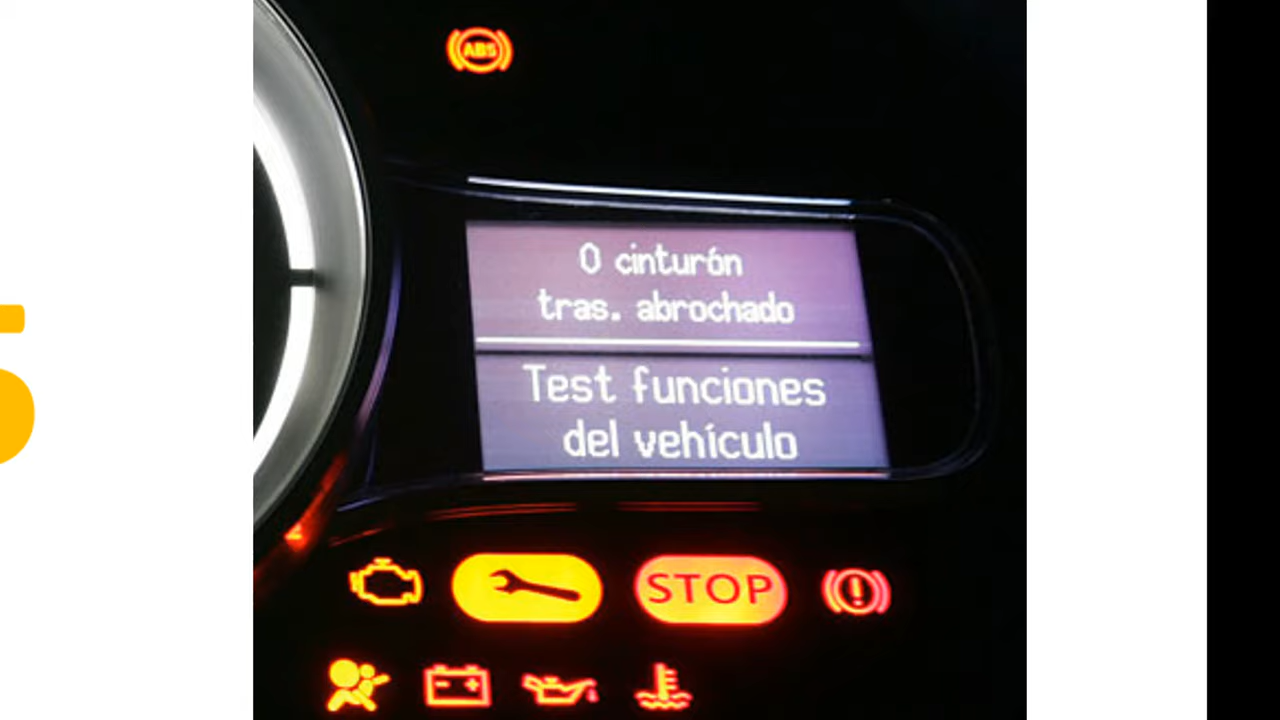 ABS
0 cinturón
tras. abrochado
Test funciones
del vehículo
STOP